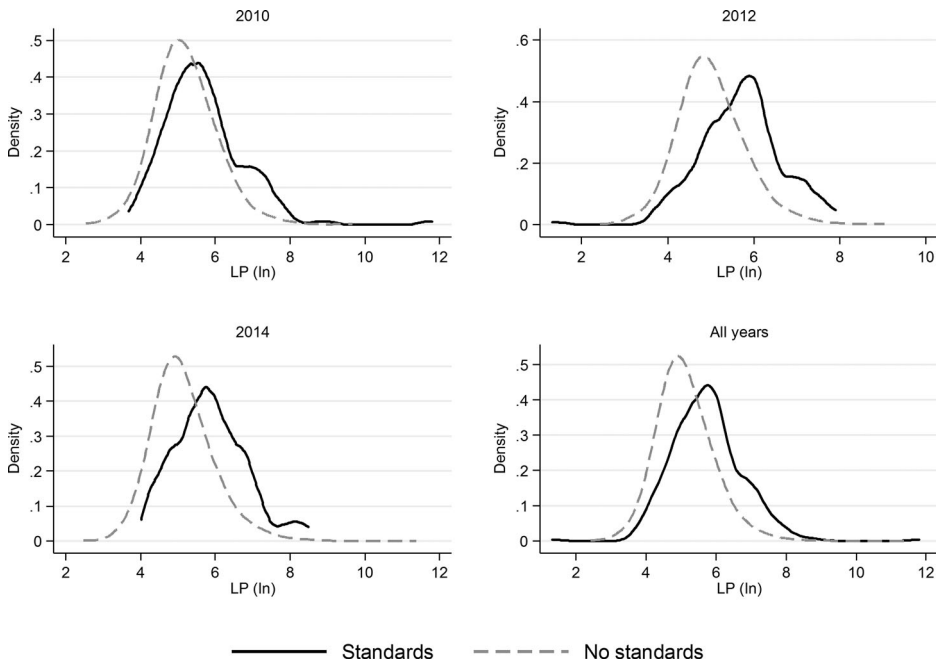 2010
.5
.4
.3
.2
.1
0
Density
2 4 6 8 10 12
LP (ln)
2012
.6
.4
.2
0
Density
2 4 6 8 10
LP (ln)
2014
.5
.4
.3
.2
.1
0
Density
2 4 6 8 10 12
LP (ln)
All years
.5
.4
.3
.2
.1
0
Density
2 4 6 8 10 12
LP (ln)
Standards No standards